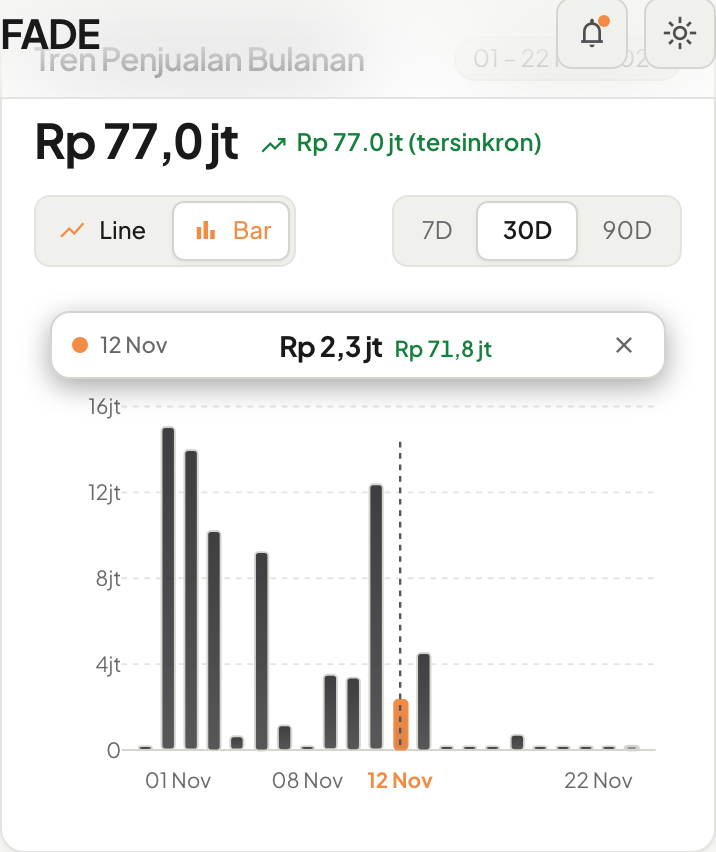 FADE
Tren Penjualan Bulanan
01 – 22
Rp 77,0 jt Rp 77.0 jt (tersinkron)
Line Bar 7D 30D 90D
12 Nov Rp 2,3 jt Rp 71,8 jt
16jt
12jt
8jt
4jt
0
01 Nov 08 Nov 12 Nov 22 Nov